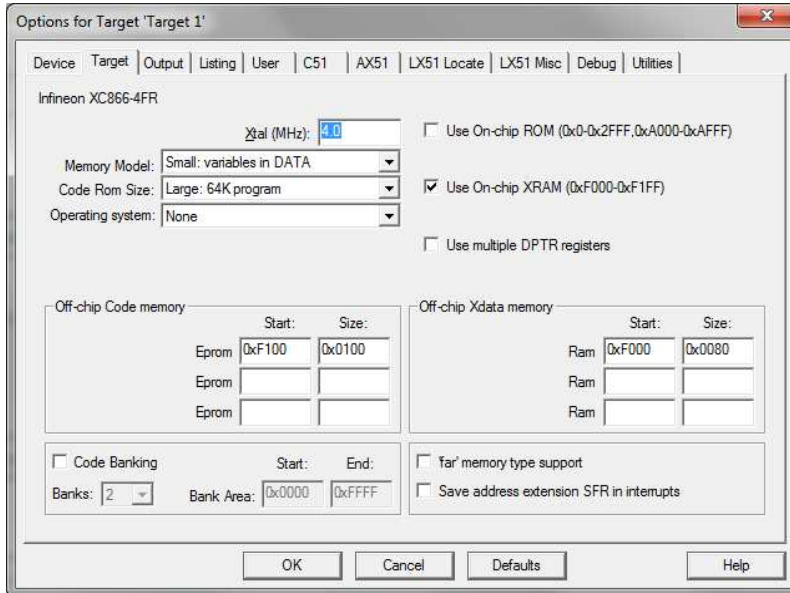 Options for Target 'Target 1'
Device Target Output Listing User C51 AX51 LX51 Locate LX51 Misc Debug Utilities
Infineon XC866-4FR
Xtal (MHz): 4.0
Use On-chip ROM (0x0-0x2FFF,0xA000-0xAFFF)
Memory Model: Small: variables in DATA
Code Rom Size: Large: 64K program
Use On-chip XRAM (0xF000-0xF1FF)
Operating system: None
Use multiple DPTR registers
Off-chip Code memory
Start: Size:
Eprom 0xF100 0x0100
Eprom
Eprom
Off-chip Xdata memory
Start: Size:
Ram 0xF000 0x0080
Ram
Ram
Code Banking Start: End:
Banks: 2 Bank Area: 0x0000 0xFFFF
'far' memory type support
Save address extension SFR in interrupts
OK Cancel Defaults Help